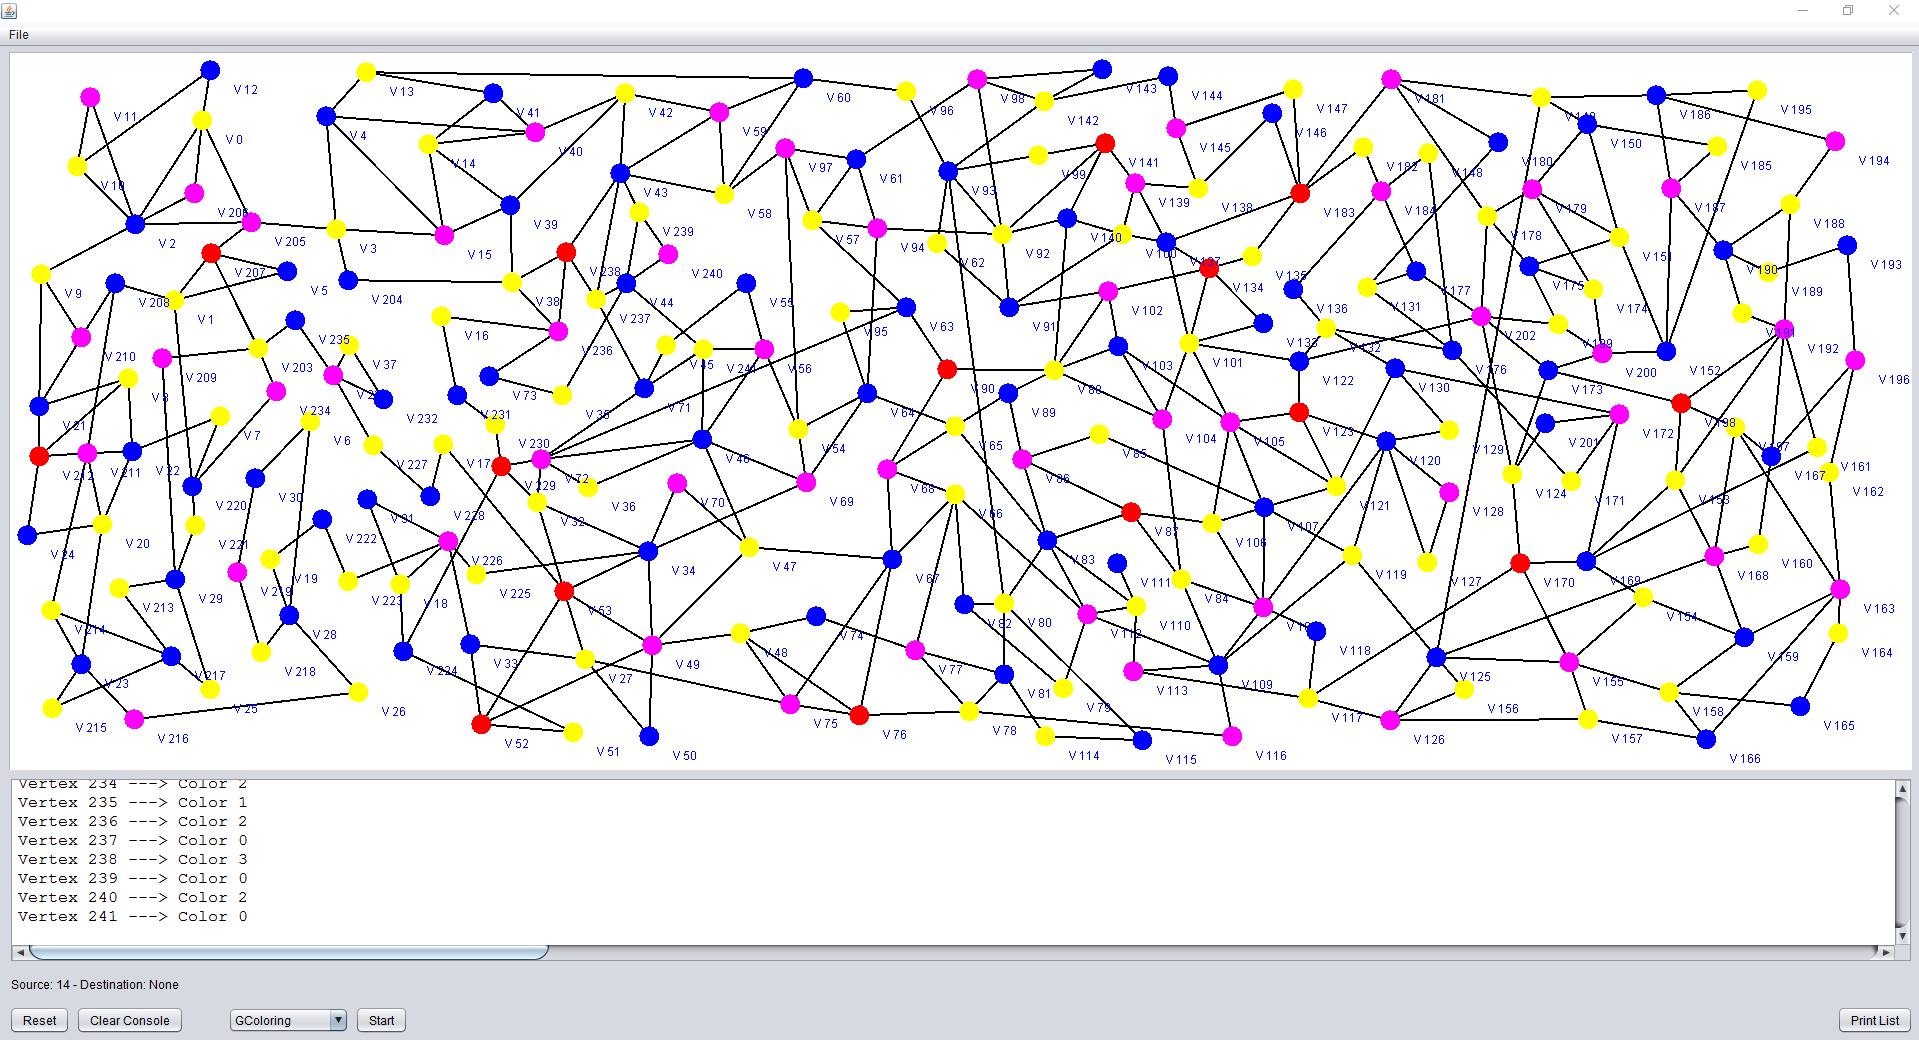 File
V 12
V 13
V 11
V 0
V 41
V 42
V 60
V 96
V 98
V 143
V 144
V 147
V 181
V 186
V 195
V 4
V 14
V 40
V 59
V 97
V 61
V 142
V 141
V 145
V 146
V 150
V 185
V 194
V 10
V 206
V 43
V 58
V 93
V 99
V 139
V 138
V 183
V 182
V 184
V 148
V 180
V 179
V 187
V 188
V 2
V 205
V 3
V 15
V 39
V 239
V 57
V 94
V 62
V 92
V 140
V 100
V 178
V 151
V 190
V 193
V 9
V 208
V 207
V 5
V 204
V 238
V 240
V 134
V 135
V 177
V 175
V 189
V 1
V 38
V 44
V 237
V 55
V 63
V 91
V 102
V 136
V 131
V 174
V 16
V 95
V 133
V 132
V 202
V 191
V 192
V 210
V 209
V 203
V 235
V 37
V 236
V 45
V 241
V 56
V 103
V 101
V 122
V 130
V 176
V 173
V 200
V 152
V 196
V 21
V 234
V 232
V 231
V 73
V 35
V 71
V 64
V 90
V 89
V 123
V 201
V 172
V 198
V 7
V 6
V 230
V 54
V 65
V 85
V 104
V 105
V 120
V 129
V 197
V 161
V 212
V 211
V 22
V 227
V 17
V 229
V 72
V 46
V 86
V 124
V 171
V 153
V 167
V 162
V 220
V 30
V 31
V 228
V 32
V 36
V 70
V 69
V 68
V 66
V 87
V 107
V 121
V 128
V 24
V 20
V 221
V 222
V 226
V 34
V 47
V 67
V 83
V 106
V 119
V 127
V 170
V 169
V 168
V 160
V 213
V 29
V 219
V 19
V 223
V 18
V 225
V 53
V 82
V 80
V 112
V 111
V 110
V 84
V 154
V 163
V 214
V 28
V 74
V 118
V 23
V 217
V 218
V 224
V 33
V 27
V 49
V 48
V 77
V 81
V 113
V 109
V 125
V 155
V 159
V 164
V 215
V 216
V 25
V 26
V 52
V 51
V 50
V 75
V 76
V 78
V 79
V 114
V 115
V 116
V 117
V 126
V 156
V 157
V 158
V 166
V 165
Vertex 234 ---> Color 2
Vertex 235 ---> Color 1
Vertex 236 ---> Color 2
Vertex 237 ---> Color 0
Vertex 238 ---> Color 3
Vertex 239 ---> Color 0
Vertex 240 ---> Color 2
Vertex 241 ---> Color 0
Source: 14 - Destination: None
Reset
Clear Console
GColoring
Start
Print List